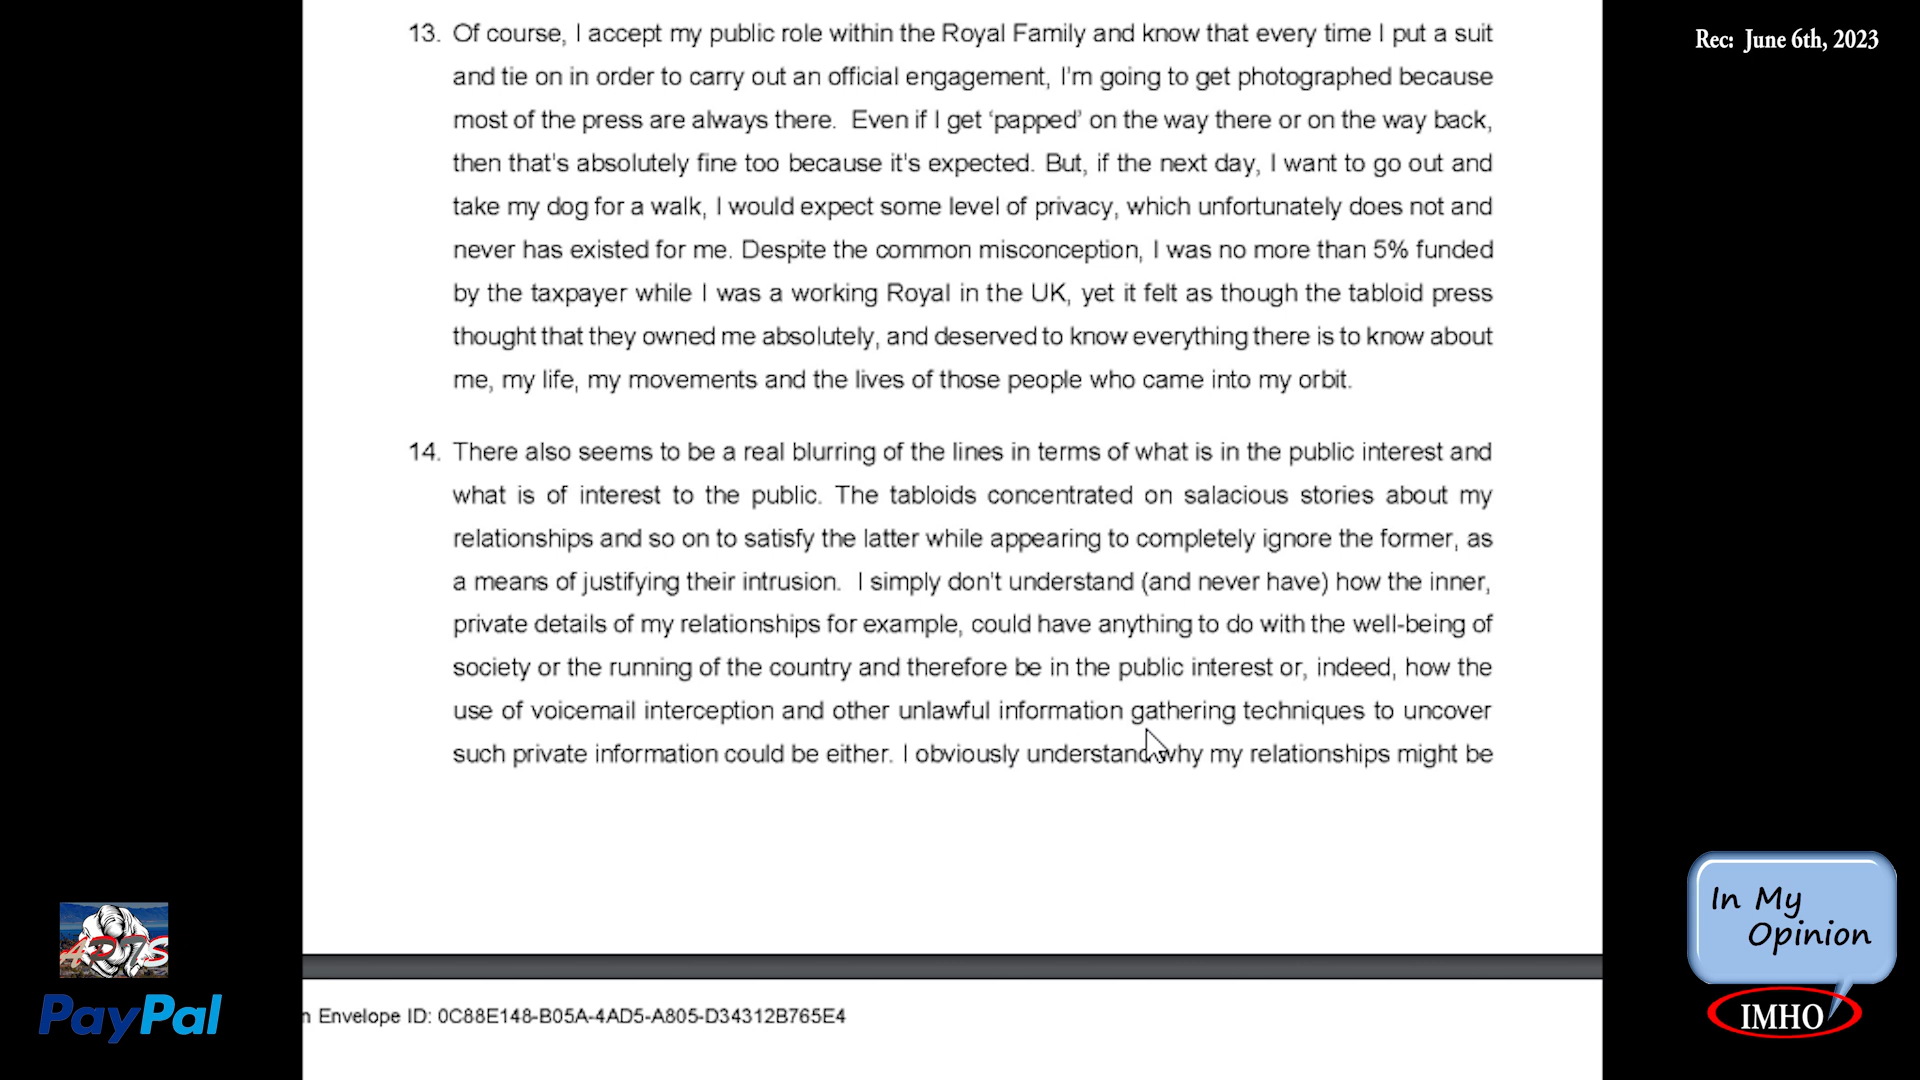 Rec: June 6th, 2023
13. Of course, I accept my public role within the Royal Family and know that every time I put a suit
and tie on in order to carry out an official engagement, I'm going to get photographed because
most of the press are always there. Even if I get ‘papped’ on the way there or on the way back,
then that's absolutely fine too because it's expected. But, if the next day, I want to go out and
take my dog for a walk, I would expect some level of privacy, which unfortunately does not and
never has existed for me. Despite the common misconception, I was no more than 5% funded
by the taxpayer while I was a working Royal in the UK, yet it felt as though the tabloid press
thought that they owned me absolutely, and deserved to know everything there is to know about
me, my life, my movements and the lives of those people who came into my orbit.
14. There also seems to be a real blurring of the lines in terms of what is in the public interest and
what is of interest to the public. The tabloids concentrated on salacious stories about my
relationships and so on to satisfy the latter while appearing to completely ignore the former, as
a means of justifying their intrusion. I simply don't understand (and never have) how the inner,
private details of my relationships for example, could have anything to do with the well-being of
society or the running of the country and therefore be in the public interest or, indeed, how the
use of voicemail interception and other unlawful information gathering techniques to uncover
such private information could be either. I obviously understand why my relationships might be
Envelope ID: 0C88E148-B05A-4AD5-A805-D34312B765E4
PayPal
In My
Opinion
IMHO